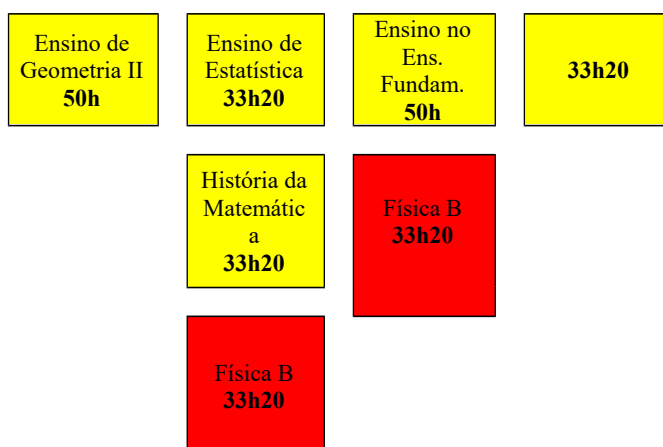 Ensino de
Geometria II
50h
Ensino de
Estatística
33h20
Ensino no
Ens.
Fundam.
50h
33h20
História da
Matemátic
a
33h20
Física B
33h20
Física B
33h20